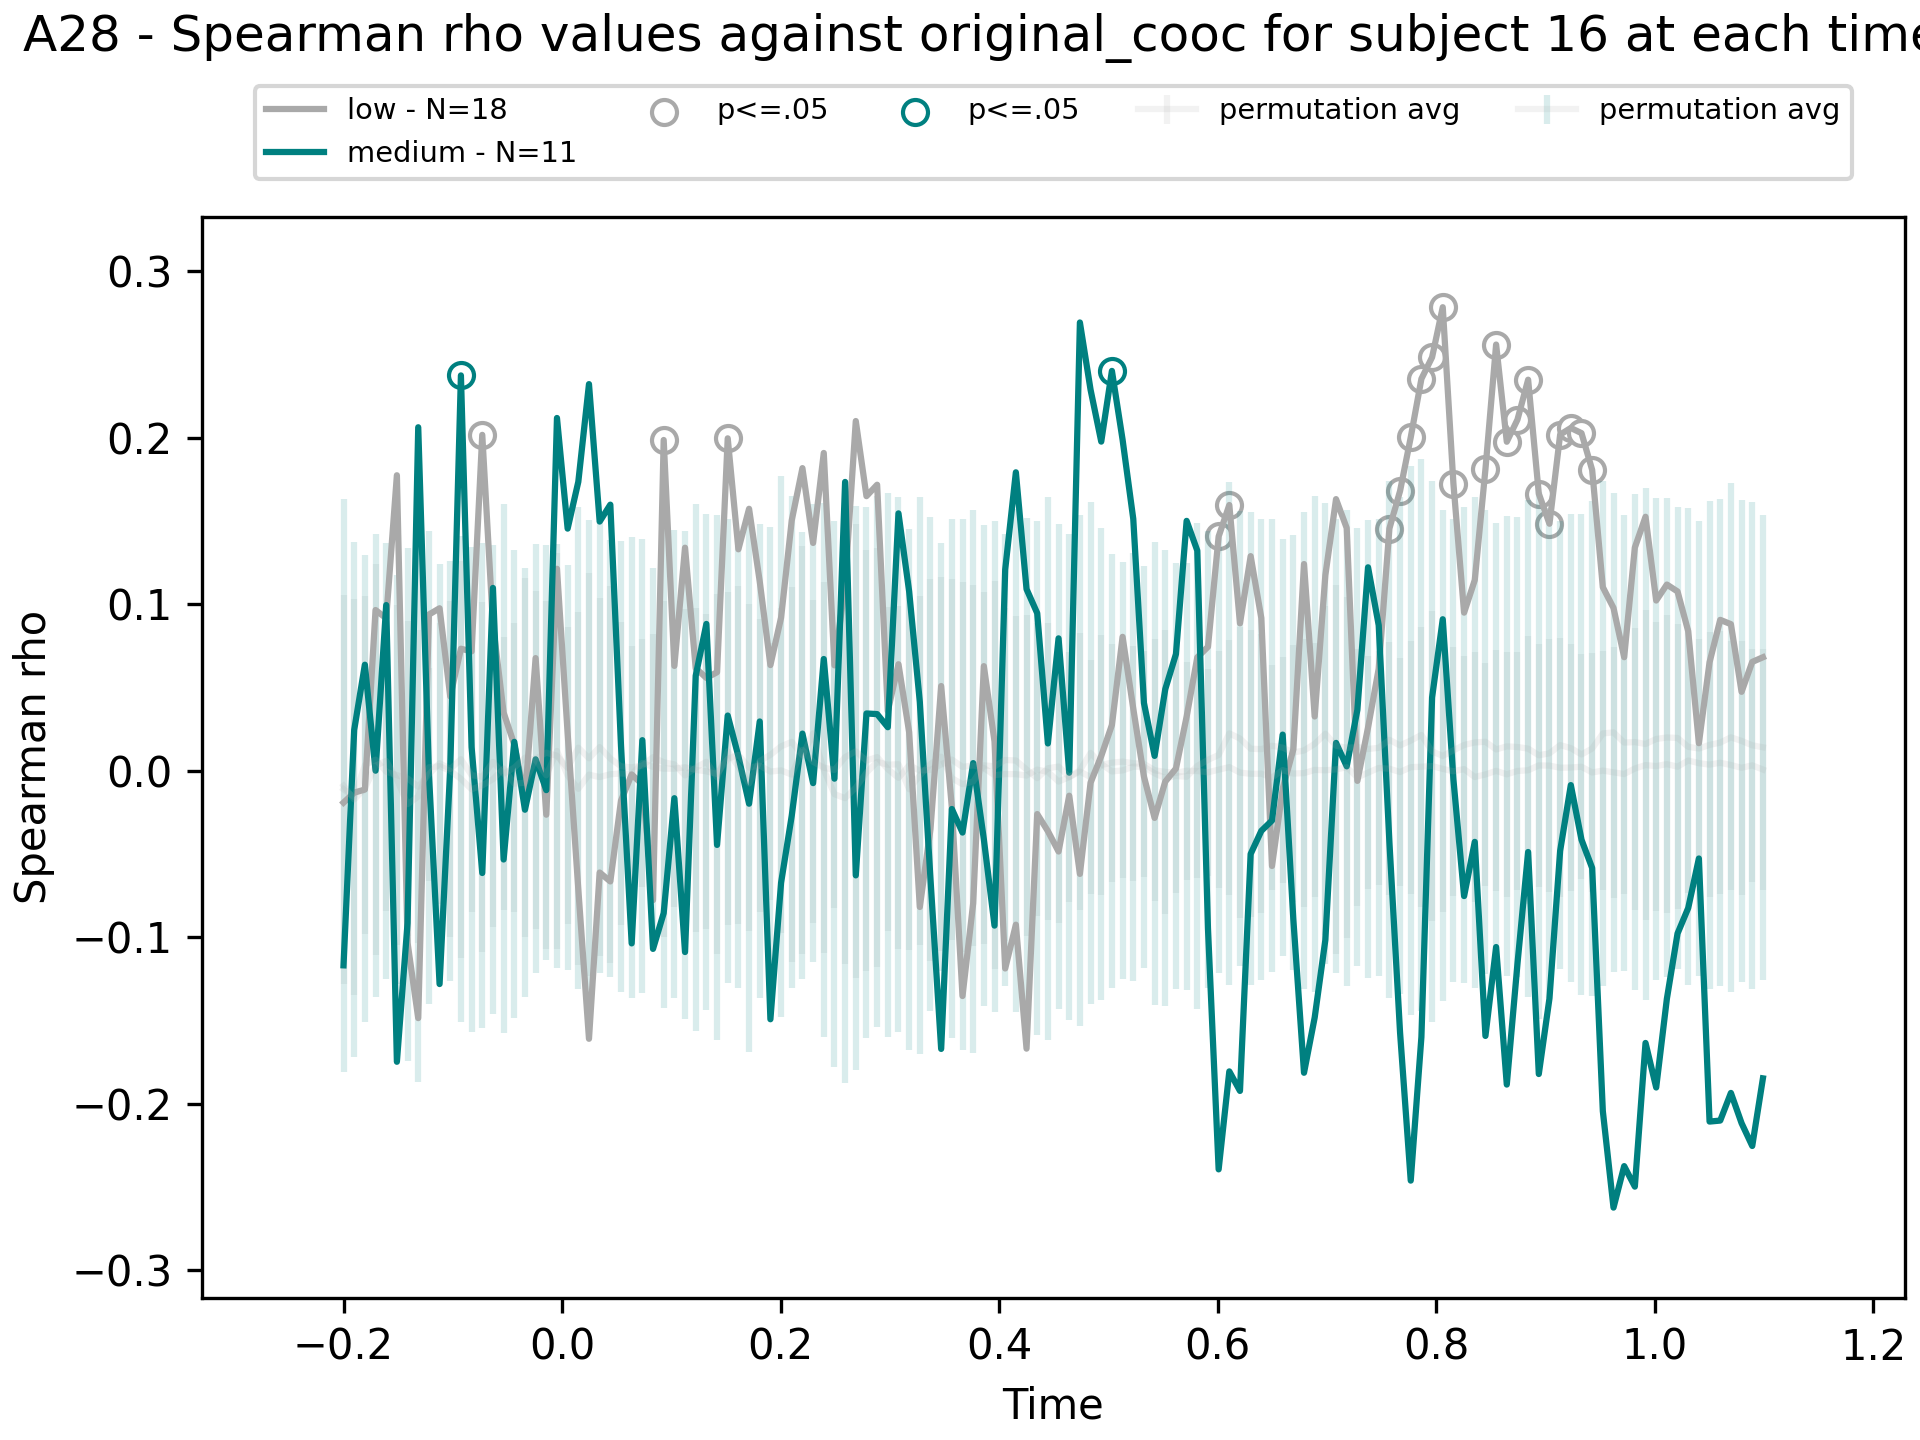 A28 - Spearman rho values against original_cooc for subject 16 at each time
low - N=18
medium - N=11
p<=.05
p<=.05
permutation avg
permutation avg
Spearman rho
0.3
0.2
0.1
0.0
−0.1
−0.2
−0.3
−0.2
0.0
0.2
0.4
0.6
0.8
1.0
1.2
Time